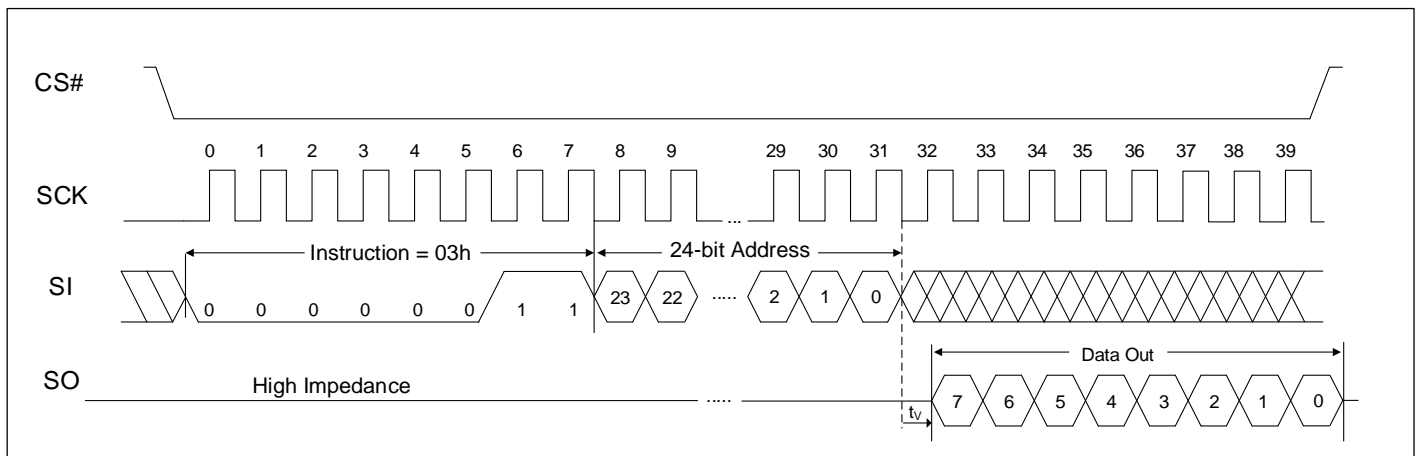 CS#
0 1 2 3 4 5 6 7 8 9 29 30 31 32 33 34 35 36 37 38 39
SCK
...
Instruction = 03h 24-bit Address
SI
0 0 0 0 0 0 1 1 23 22 ..... 2 1 0
Data Out
SO
High Impedance ..... 7 6 5 4 3 2 1 0
tV